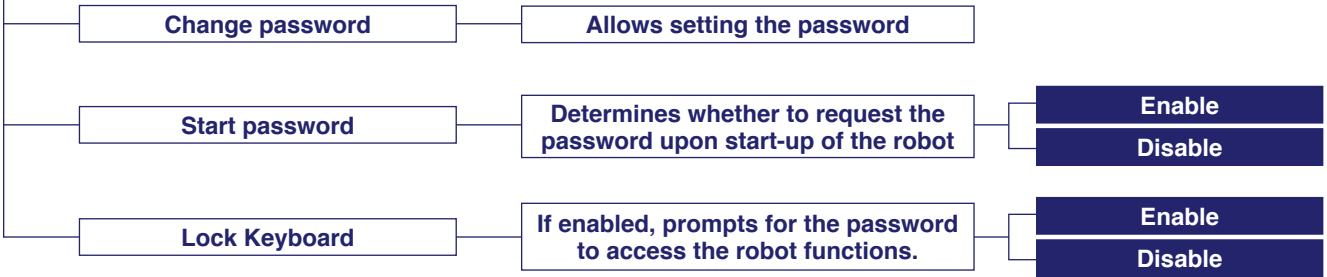 Change password
Allows setting the password
Start password
Determines whether to request the
password upon start-up of the robot
Enable
Disable
Lock Keyboard
If enabled, prompts for the password
to access the robot functions.
Enable
Disable